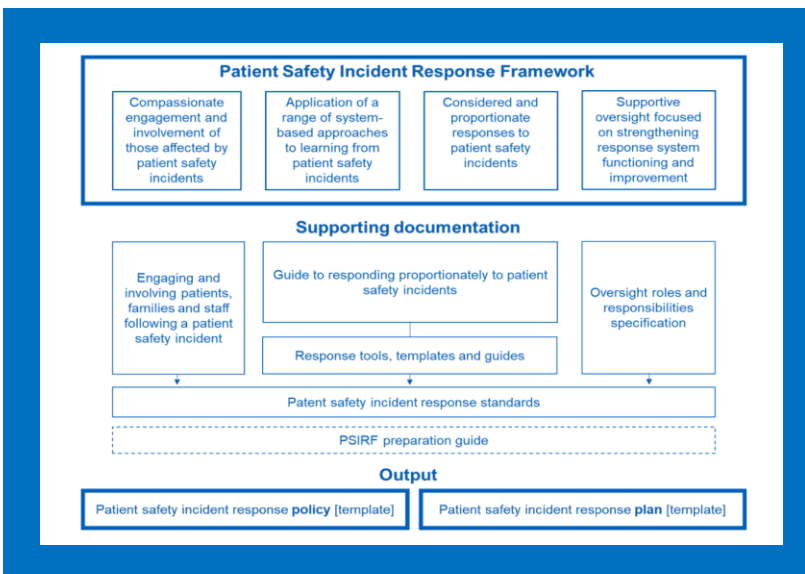 Patient Safety Incident Response Framework
Compassionate
engagement and
involvement of
those affected by
patient safety
incidents
Application of a
range of system-
based approaches
to learning from
patient safety
incidents
Considered and
proportionate
responses to
patient safety
incidents
Supportive
oversight focused
on strengthening
response system
functioning and
improvement
Supporting documentation
Engaging and
involving patients,
families and staff
following a patient
safety incident
Guide to responding proportionately to patient
safety incidents
Response tools, templates and guides
Oversight roles and
responsibilities
specification
Patent safety incident response standards
PSIRF preparation guide
Output
Patient safety incident response policy [template]
Patient safety incident response plan [template]